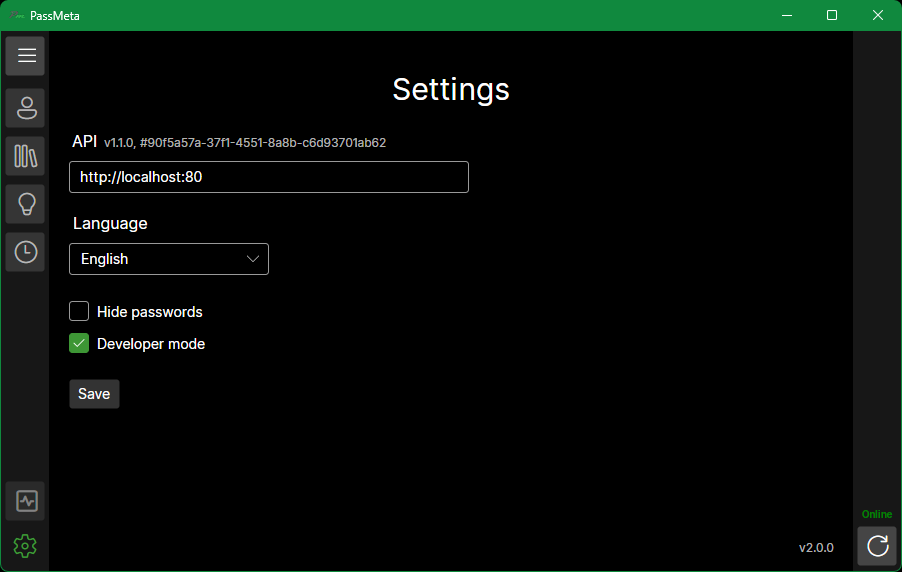 PassMeta
Settings
API v1.1.0, #90f5a57a-37f1-4551-8a8b-c6d93701ab62
http://localhost:80
Language
English
Hide passwords
Developer mode
Save
Online
v2.0.0